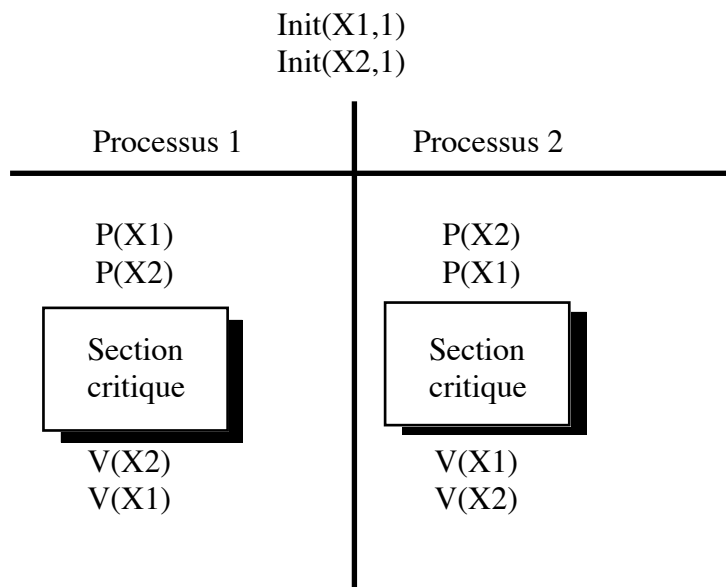 Init(X1,1)
Init(X2,1)
Processus 1
Processus 2
P(X1)
P(X2)
Section
critique
V(X2)
V(X1)
P(X2)
P(X1)
Section
critique
V(X1)
V(X2)